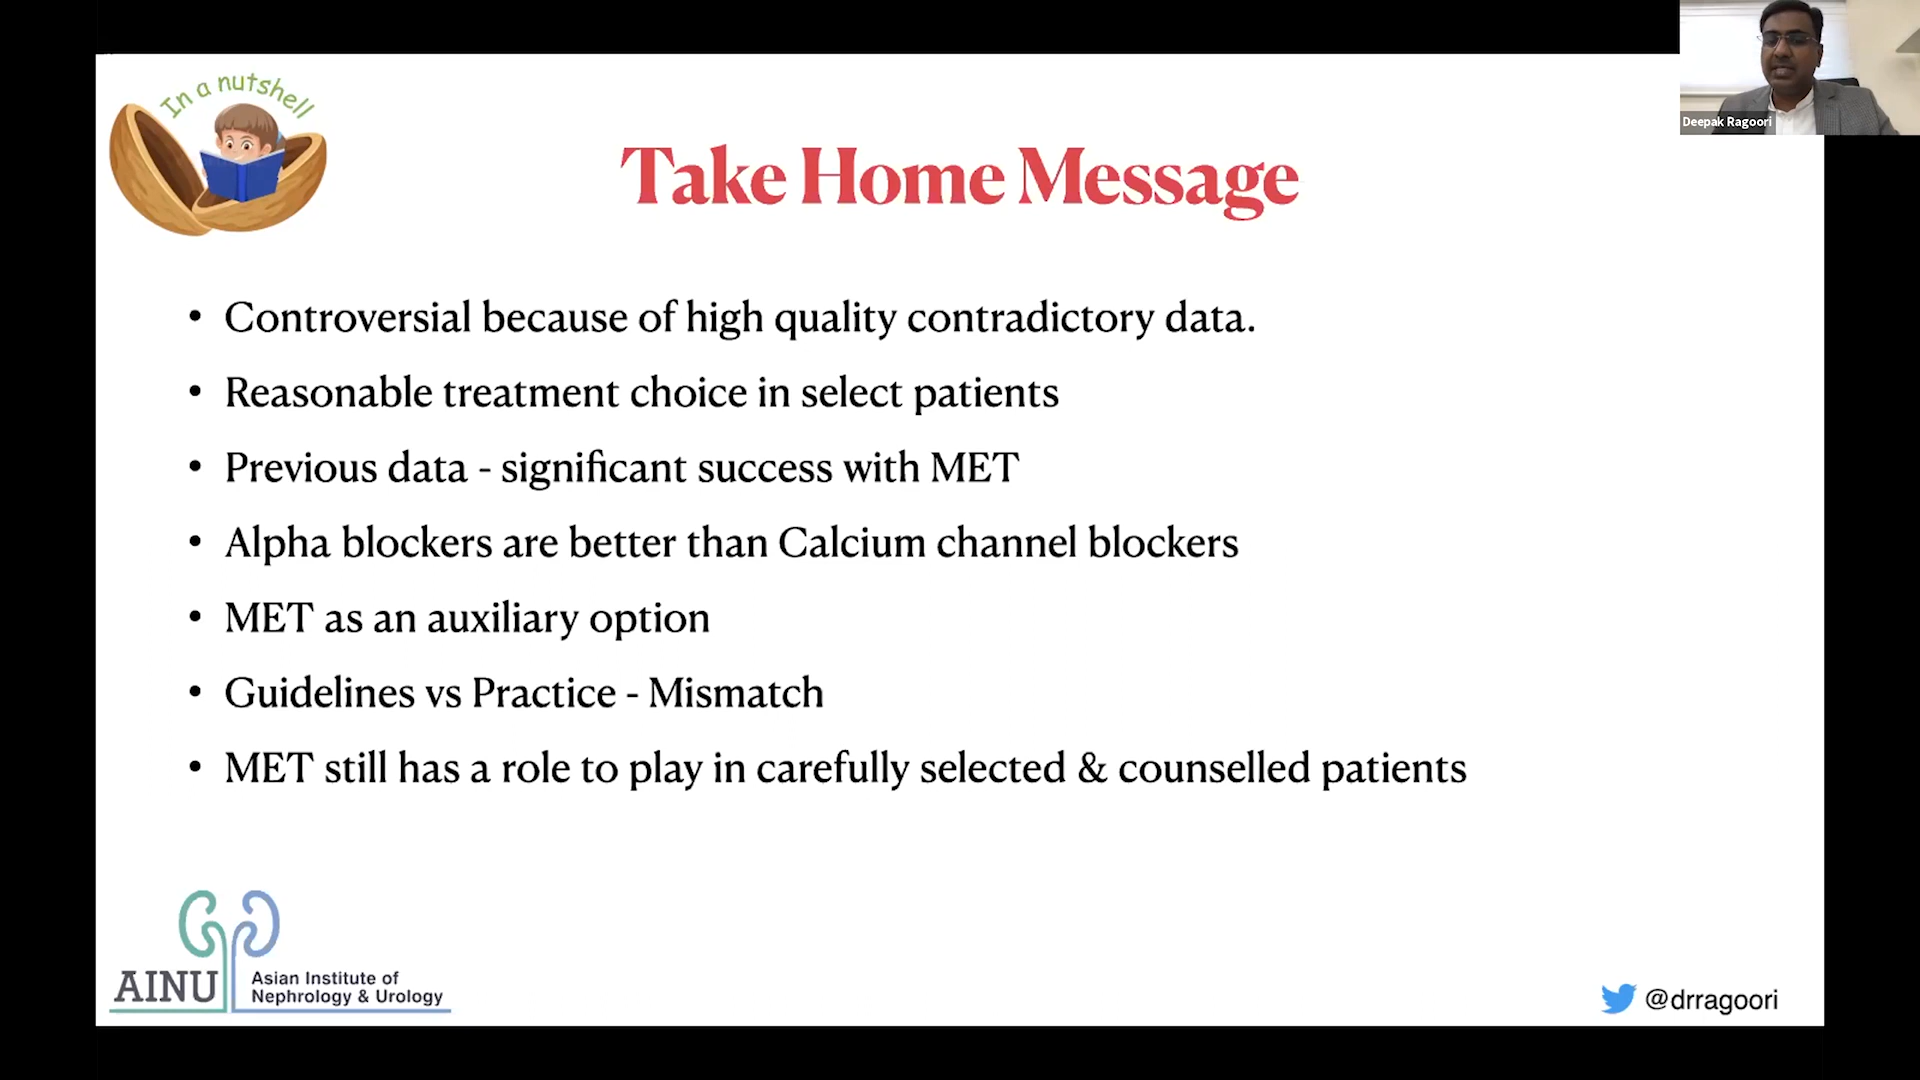 In a nutshell
Deepak Ragoori
Take Home Message
• Controversial because of high quality contradictory data.
• Reasonable treatment choice in select patients
• Previous data - significant success with MET
• Alpha blockers are better than Calcium channel blockers
• MET as an auxiliary option
• Guidelines vs Practice - Mismatch
• MET still has a role to play in carefully selected & counselled patients
AINU
Asian Institute of
Nephrology & Urology
@drragoori